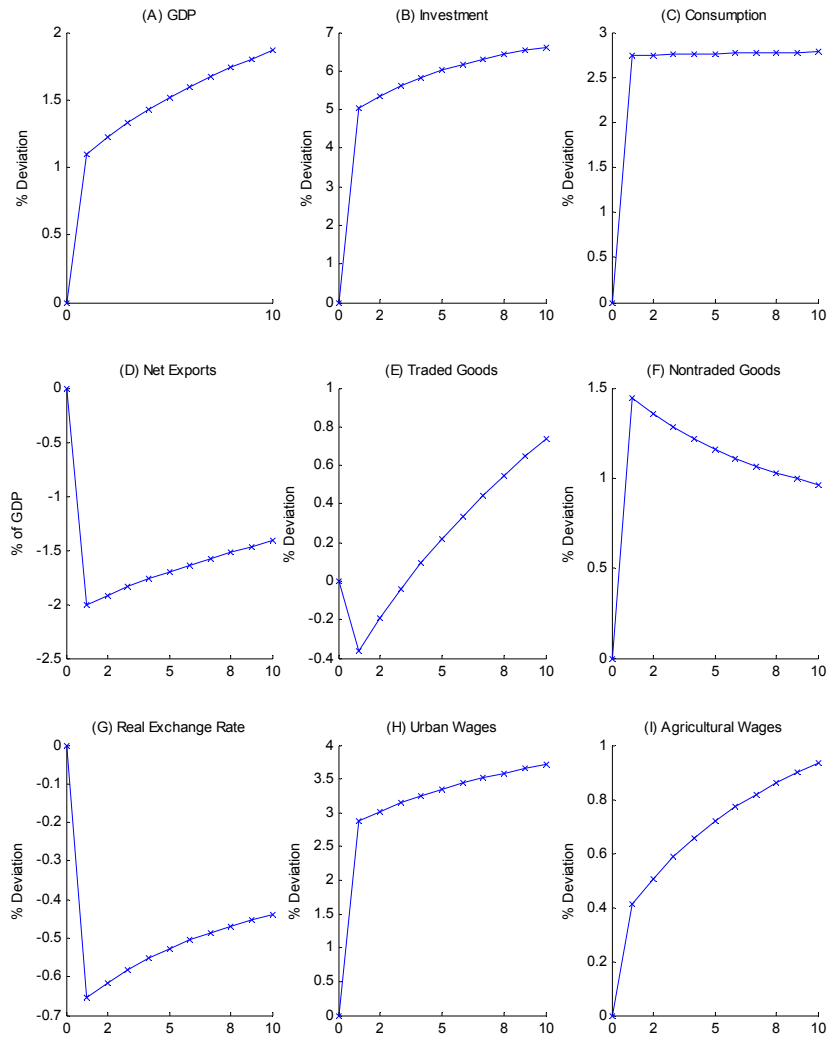 (A) GDP
% Deviation
2
1.5
1
0.5
0
0 10
(B) Investment
% Deviation
7
6
5
4
3
2
1
0
0 2 5 8 10
(C) Consumption
% Deviation
3
2.5
2
1.5
1
0.5
0
0 2 5 8 10
(D) Net Exports
% of GDP
0
-0.5
-1
-1.5
-2
-2.5
0 2 5 8 10
(E) Traded Goods
% Deviation
1
0.8
0.6
0.4
0.2
0
-0.2
-0.4
0 2 5 8 10
(F) Nontraded Goods
% Deviation
1.5
1
0.5
0
0 2 5 8 10
(G) Real Exchange Rate
% Deviation
0
-0.1
-0.2
-0.3
-0.4
-0.5
-0.6
-0.7
0 2 5 8 10
(H) Urban Wages
% Deviation
4
3.5
3
2.5
2
1.5
1
0.5
0
0 2 5 8 10
(I) Agricultural Wages
% Deviation
1
0.8
0.6
0.4
0.2
0
0 2 5 8 10